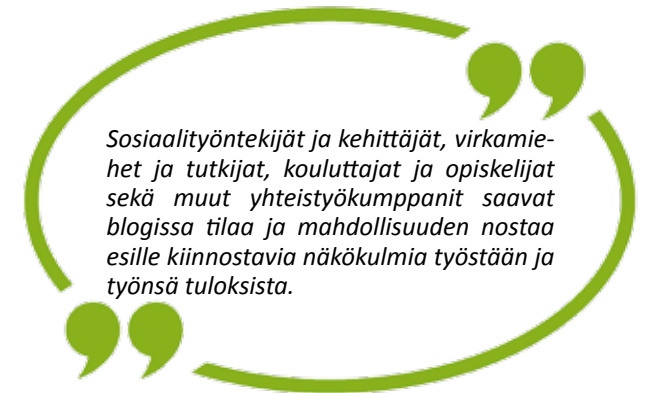 Sosiaalityöntekijät ja kehittäjät, virkamie-
het ja tutkijat, kouluttajat ja opiskelijat
sekä muut yhteistyökumppanit saavat
blogissa tilaa ja mahdollisuuden nostaa
esille kiinnostavia näkökulmia työstään ja
työnsä tuloksista.